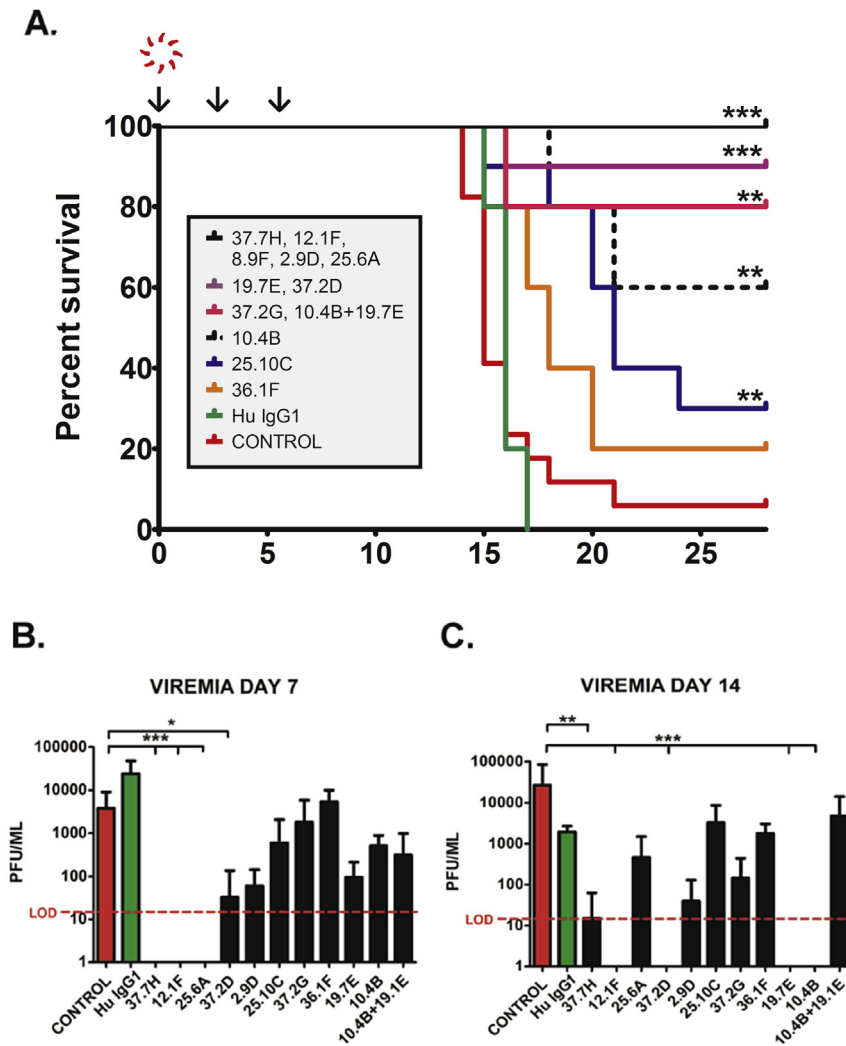 A.
100
80
60
40
20
0
Percent survival
***
***
**
**
**
37.7H, 12.1F,
8.9F, 2.9D, 25.6A
19.7E, 37.2D
37.2G, 10.4B+19.7E
10.4B
25.10C
36.1F
Hu IgG1
CONTROL
0 5 10 15 20 25
B.
VIREMIA DAY 7
*
***
100000
10000
1000
100
10
1
PFU/ML
LOD
CONTROL
Hu IgG1
37.7H
12.1F
25.6A
37.2D
2.9D
25.10C
37.2G
36.1F
19.7E
10.4B
10.4B+19.1E
C.
VIREMIA DAY 14
**
***
100000
10000
1000
100
10
1
PFU/ML
LOD
CONTROL
Hu IgG1
37.7H
12.1F
25.6A
37.2D
2.9D
25.10C
37.2G
36.1F
19.7E
10.4B
10.4B+19.1E